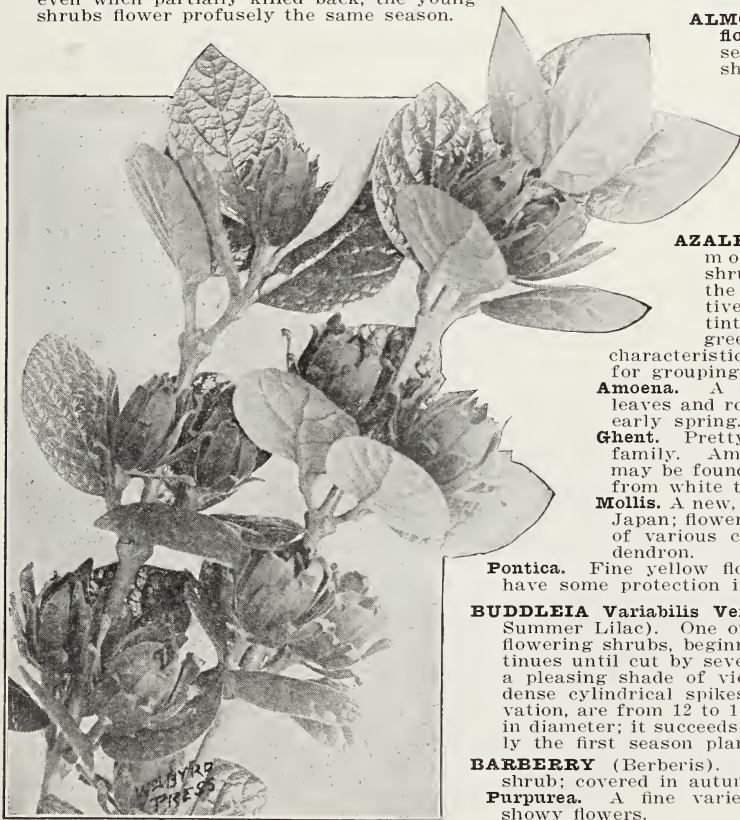 even when partially killed back, the young
shrubs flower profusely the same season.
ALMO
flo
se
sh
AZALE
mo
shru
the
tive
tint
gree
characteristic
for grouping
Amoena. A
leaves and ro
early spring.
Ghent. Pretty
family. Am
may be found
from white t
Mollis. A new,
Japan; flower
of various c
dendron.
Pontica. Fine yellow flo
have some protection i
BUDDLEIA Variabilis Ve
Summer Lilac). One o
flowering shrubs, beginn
tinues until cut by seve
a pleasing shade of vio
dense cylindrical spikes
vation, are from 12 to 1
in diameter; it succeeds
ly the first season plan
BARBERRY (Berberis).
shrub; covered in autum
Purpurea. A fine varie
showy flowers.
PRESS